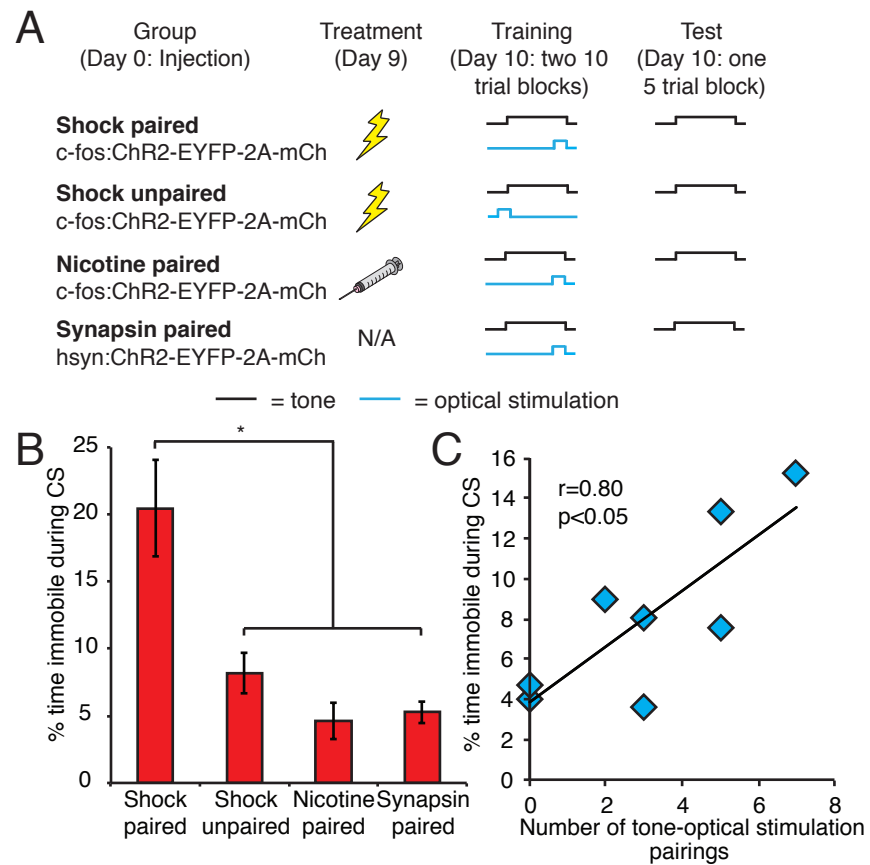 A
Group
(Day 0: Injection)
Treatment
(Day 9)
Training
(Day 10: two 10
trial blocks)
Test
(Day 10: one
5 trial block)
Shock paired
c-fos:ChR2-EYFP-2A-mCh
Shock unpaired
c-fos:ChR2-EYFP-2A-mCh
Nicotine paired
c-fos:ChR2-EYFP-2A-mCh
Synapsin paired
hsyn:ChR2-EYFP-2A-mCh
N/A
= tone
= optical stimulation
B
% time immobile during CS
25
20
15
10
5
0
*
Shock
paired
Shock
unpaired
Nicotine
paired
Synapsin
paired
C
% time immobile during CS
16
14
12
10
8
6
4
2
0
r=0.80
p<0.05
0
2
4
6
8
Number of tone-optical stimulation
pairings